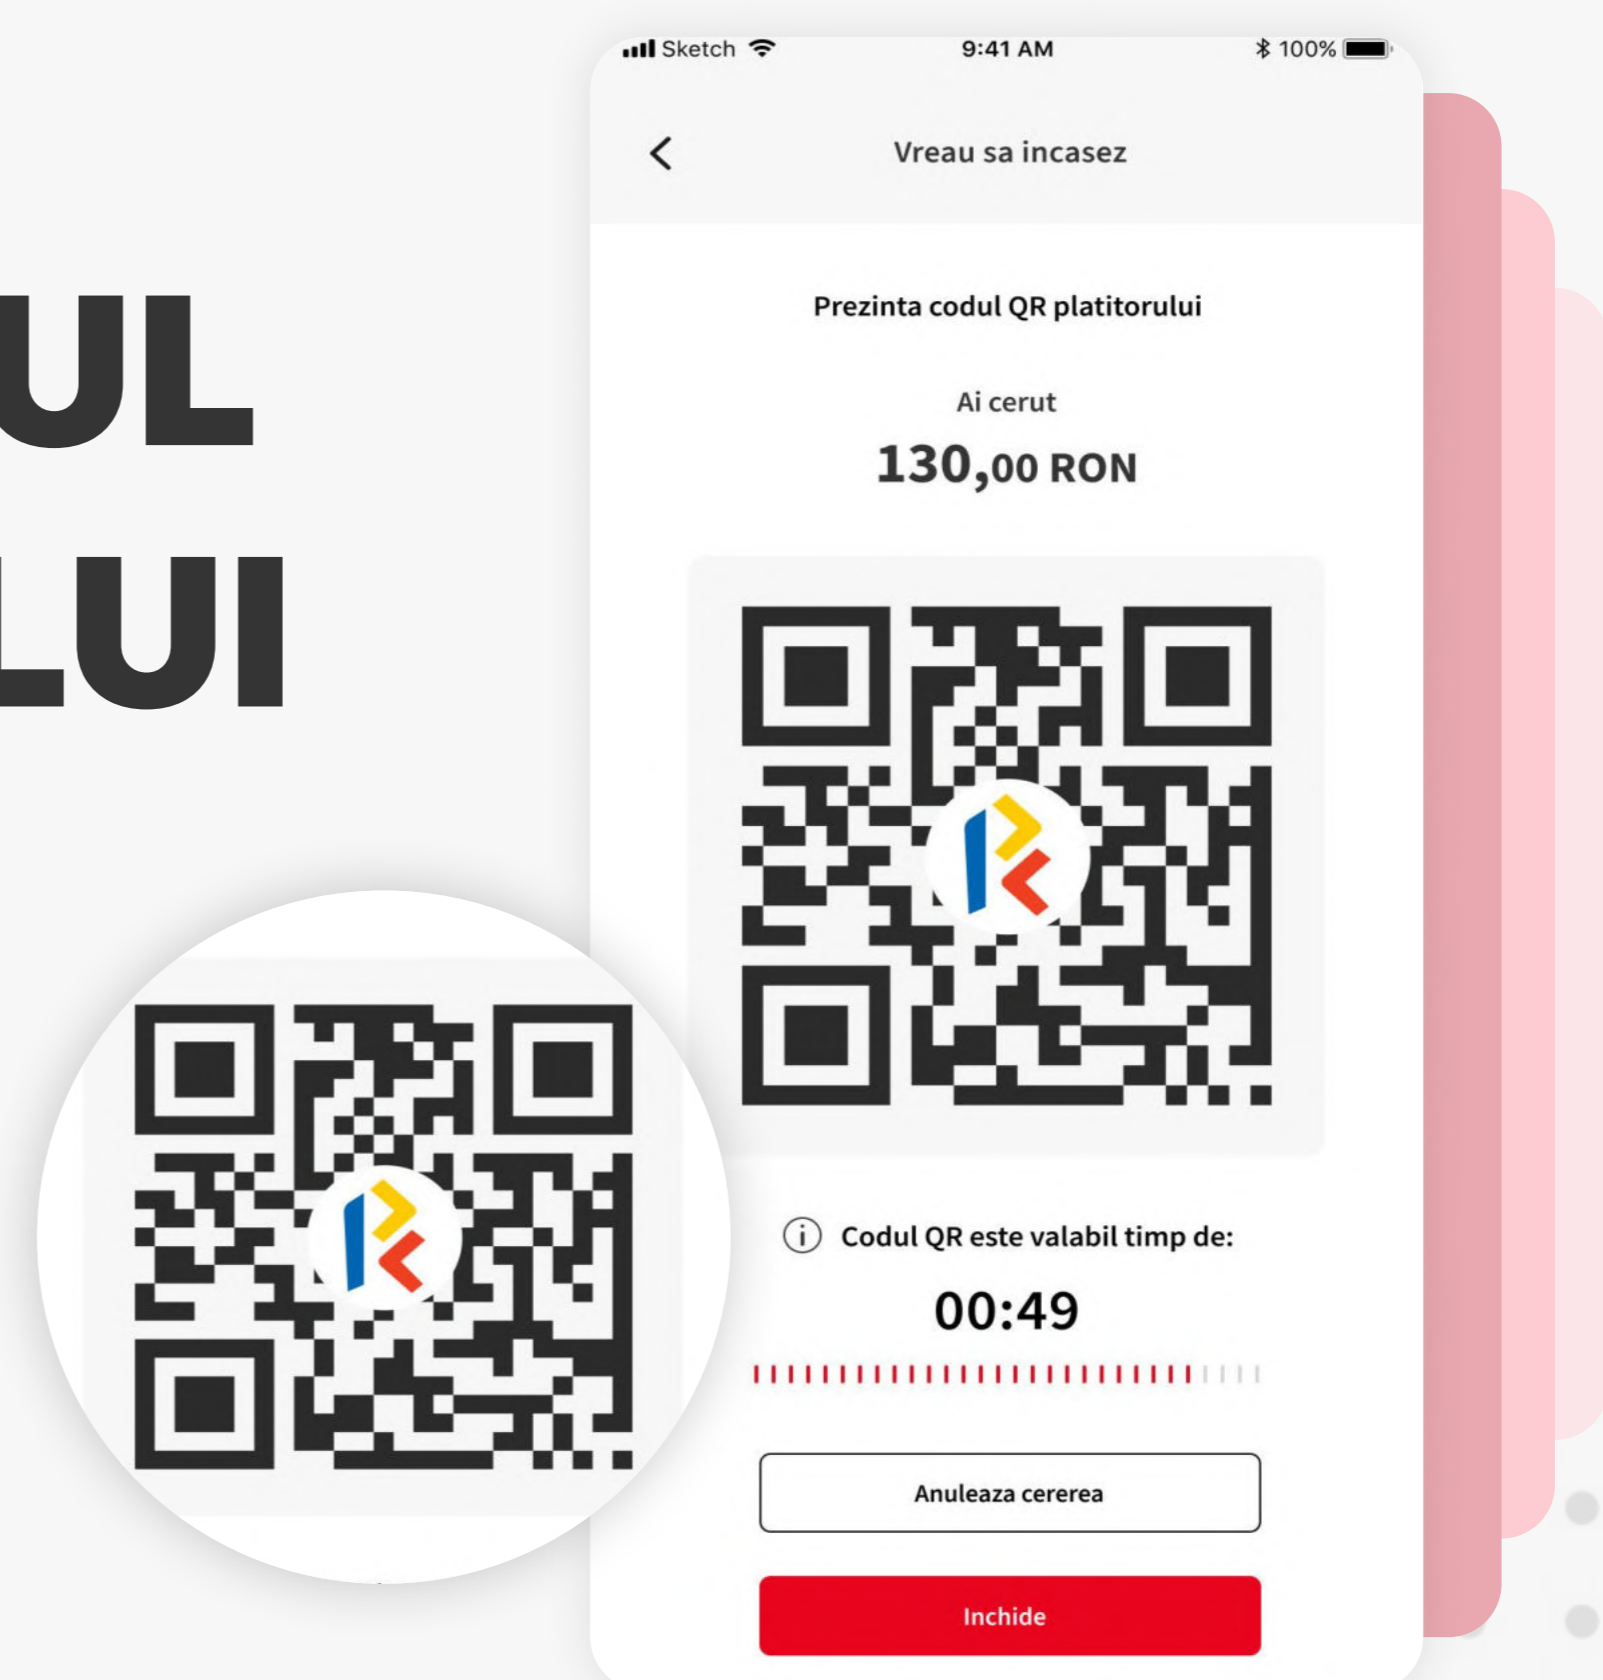 Sketch 9:41 AM 100%
Vreau sa incasez
Prezinta codul QR platitorului
Ai cerut
130,00 RON
UL
LUI
Codul QR este valabil timp de:
00:49
Anuleaza cererea
Inchide